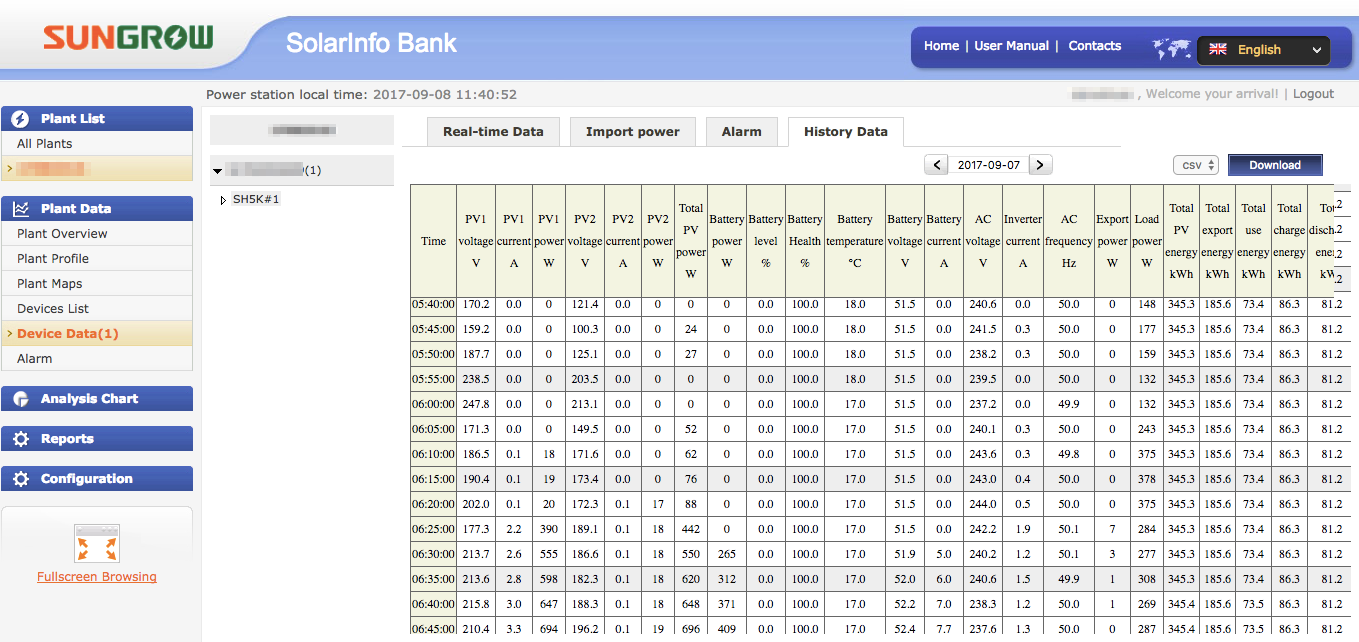 SUNGROW
SolarInfo Bank
Home | User Manual | Contacts
English
Power station local time: 2017-09-08 11:40:52
, Welcome your arrival! | Logout
Plant List
All Plants
Plant Data
Plant Overview
Plant Profile
Plant Maps
Devices List
Device Data(1)
Alarm
Analysis Chart
Reports
Configuration
Fullscreen Browsing
(1)
SH5K#1
Real-time Data Import power Alarm History Data
2017-09-07
csv Download
Time PV1 voltage V PV1 current A PV1 power W PV2 voltage V PV2 current A PV2 power W Total PV power W Battery power W Battery level % Battery Health % Battery temperature °C Battery voltage V Battery current A AC voltage V Inverter current A AC frequency Hz Export power W Load power W Total PV energy kWh Total export energy kWh Total use energy kWh Total charge energy kWh
.2
.2
.2
.2
05:40:00 170.2 0.0 0 121.4 0.0 0 0 0 0.0 100.0 18.0 51.5 0.0 240.6 0.0 50.0 0 148 345.3 185.6 73.4 86.3 81.2
05:45:00 159.2 0.0 0 100.3 0.0 0 24 0 0.0 100.0 18.0 51.5 0.0 241.5 0.3 50.0 0 177 345.3 185.6 73.4 86.3 81.2
05:50:00 187.7 0.0 0 125.1 0.0 0 27 0 0.0 100.0 18.0 51.5 0.0 238.2 0.3 50.0 0 159 345.3 185.6 73.4 86.3 81.2
05:55:00 238.5 0.0 0 203.5 0.0 0 0 0 0.0 100.0 18.0 51.5 0.0 239.5 0.0 50.0 0 132 345.3 185.6 73.4 86.3 81.2
06:00:00 247.8 0.0 0 213.1 0.0 0 0 0 0.0 100.0 17.0 51.5 0.0 237.2 0.0 49.9 0 132 345.3 185.6 73.4 86.3 81.2
06:05:00 171.3 0.0 0 149.5 0.0 0 52 0 0.0 100.0 17.0 51.5 0.0 240.1 0.3 50.0 0 243 345.3 185.6 73.4 86.3 81.2
06:10:00 186.5 0.1 18 171.6 0.0 0 62 0 0.0 100.0 17.0 51.5 0.0 243.6 0.3 49.8 0 375 345.3 185.6 73.4 86.3 81.2
06:15:00 190.4 0.1 19 173.4 0.0 0 76 0 0.0 100.0 17.0 51.5 0.0 243.0 0.4 50.0 0 378 345.3 185.6 73.4 86.3 81.2
06:20:00 202.0 0.1 20 172.3 0.1 17 88 0 0.0 100.0 17.0 51.5 0.0 244.0 0.5 50.0 0 375 345.3 185.6 73.4 86.3 81.2
06:25:00 177.3 2.2 390 189.1 0.1 18 442 0 0.0 100.0 17.0 51.5 0.0 242.2 1.9 50.1 7 284 345.3 185.6 73.4 86.3 81.2
06:30:00 213.7 2.6 555 186.6 0.1 18 550 265 0.0 100.0 17.0 51.9 5.0 240.2 1.2 50.1 3 277 345.3 185.6 73.4 86.3 81.2
06:35:00 213.6 2.8 598 182.3 0.1 18 620 312 0.0 100.0 17.0 52.0 6.0 240.6 1.5 49.9 1 308 345.3 185.6 73.4 86.3 81.2
06:40:00 215.8 3.0 647 188.3 0.1 18 648 371 0.0 100.0 17.0 52.2 7.0 238.3 1.2 50.0 1 269 345.4 185.6 73.5 86.3 81.2
06:45:00 210.4 3.3 694 196.2 0.1 19 696 409 0.0 100.0 17.0 52.4 7.7 237.6 1.3 50.0 0 287 345.4 185.6 73.5 86.3 81.2